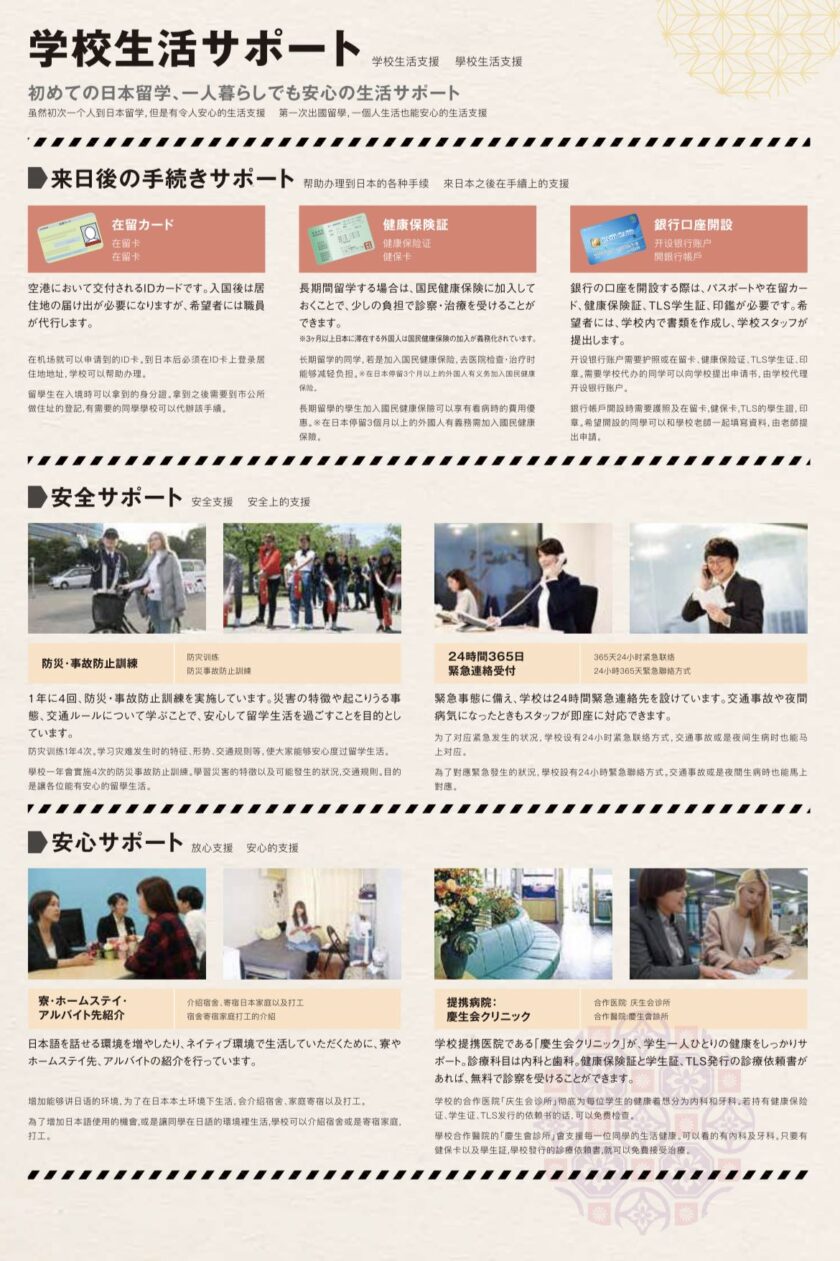 学校生活サポート 学校生活支援 學校生活支援
初めての日本留学、一人暮らしでも安心の生活サポート
虽然初次一个人到日本留学，但是有令人安心的生活支援 第一次出國留學，一個人生活也能安心的生活支援
来日後の手続きサポート 帮助办理到日本的各种手续 來日本之後在手續上的支援
在留カード
在留卡
在留卡
空港において交付されるIDカードです。入国後は居
住地の届け出が必要になりますが、希望者には職員
が代行します。
在机场就可以申请到的ID卡。到日本后必须在ID卡上登录居
住地地址，学校可以帮助办理。
留學生在入境時可以拿到的身分證。拿到之後需要到市公所
做住址的登記，有需要的同學學校可以代辦該手續。
健康保険証
健康保险证
健保卡
長期間留学する場合は、国民健康保険に加入して
おくことで、少しの負担で診察・治療を受けることが
できます。
※3ヶ月以上日本に滞在する外国人は国民健康保険の加入が義務化されています。
长期留学的同学，若是加入国民健康保险，去医院检查・治疗时
能够减轻负担。※在日本停留3个月以上的外国人有义务加入国民健康
保险。
長期留學的學生加入國民健康保險可以享有看病時的費用優
惠。※在日本停留3個月以上的外國人有義務需加入國民健康
保險。
銀行口座開設
开设银行账户
開銀行帳戶
銀行の口座を開設する際は、パスポートや在留カー
ド、健康保険証、TLS学生証、印鑑が必要です。希
望者には、学校内で書類を作成し、学校スタッフが
提出します。
开设银行账户需要护照或在留卡、健康保险证、TLS学生证、印
章。需要学校代办的同学可以向学校提出申请书，由学校代理
开设银行账户。
銀行帳戶開設時需要護照及在留卡，健保卡，TLS的學生證，印
章。希望開設的同學可以和學校老師一起填寫資料，由老師提
出申請。
安全サポート 安全支援 安全上的支援
防災・事故防止訓練
防灾训练
防災事故防止訓練
1年に4回、防災・事故防止訓練を実施しています。災害の特徴や起こりうる事
態、交通ルールについて学ぶことで、安心して留学生活を過ごすことを目的とし
ています。
防灾训练1年4次。学习灾难发生时的特征、形势、交通规则等，使大家能够安心度过留学生活。
學校一年會實施4次的防災事故防止訓練。學習災害的特徵以及可能發生的狀況，交通規則。目的
是讓各位能有安心的留學生活。
24時間365日
緊急連絡受付
365天24小时紧急联络
24小時365天緊急聯絡方式
緊急事態に備え、学校は24時間緊急連絡先を設けています。交通事故や夜間
病気になったときもスタッフが即座に対応できます。
为了对应紧急发生的状况，学校设有24小时紧急联络方式，交通事故或是夜间生病时也能马
上对应。
為了對應緊急發生的狀況，學校設有24小時緊急聯絡方式。交通事故或是夜間生病時也能馬上
對應。
安心サポート 放心支援 安心的支援
寮・ホームステイ・
アルバイト先紹介
介绍宿舍、寄宿日本家庭以及打工
宿舍寄宿家庭打工的介紹
日本語を話せる環境を増やしたり、ネイティブ環境で生活していただくために、寮や
ホームステイ先、アルバイトの紹介を行っています。
增加能够讲日语的环境，为了在日本本土环境下生活，会介绍宿舍、家庭寄宿以及打工。
為了增加日本語使用的機會，或是讓同學在日語的環境裡生活，學校可以介紹宿舍或是寄宿家庭，
打工。
提携病院：
慶生会クリニック
合作医院：庆生会诊所
合作醫院：慶生會診所
学校提携医院である「慶生会クリニック」が、学生一人ひとりの健康をしっかりサ
ポート。診療科目は内科と歯科。健康保険証と学生証、TLS発行の診療依頼書が
あれば、無料で診察を受けることができます。
学校的合作医院「庆生会诊所」彻底为每位学生的健康着想分为内科和牙科。若持有健康保险
证、学生证、TLS发行的依赖书的话，可以免费检查。
學校合作醫院的「慶生會診所」會支援每一位同學的生活健康。可以看的有內科及牙科。只要有
健保卡以及學生証，學校發行的診療依頼書，就可以免費接受治療。